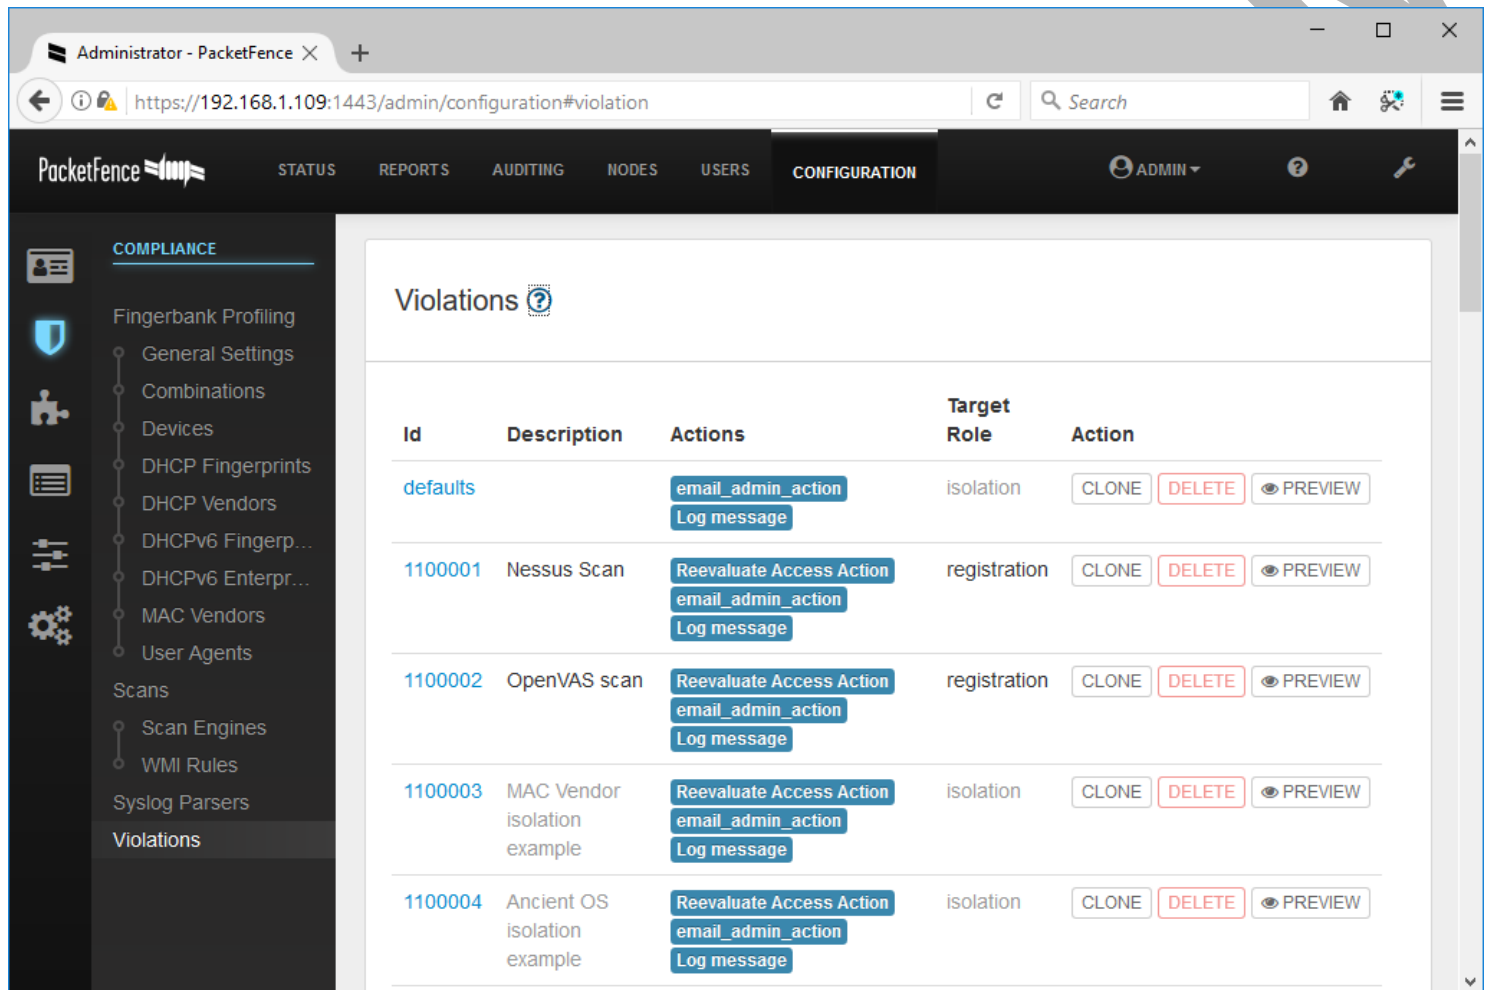 Administrator - PacketFence
https://192.168.1.109:1443/admin/configuration#violation
Search
PacketFence
STATUS
REPORTS
AUDITING
NODES
USERS
CONFIGURATION
ADMIN
COMPLIANCE
Fingerbank Profiling
General Settings
Combinations
Devices
DHCP Fingerprints
DHCP Vendors
DHCPv6 Fingerp...
DHCPv6 Enterpr...
MAC Vendors
User Agents
Scans
Scan Engines
WMI Rules
Syslog Parsers
Violations
Violations
Id Description Actions Target Role Action
defaults
email_admin_action
Log message
isolation
CLONE DELETE PREVIEW
1100001 Nessus Scan
Reevaluate Access Action
email_admin_action
Log message
registration
CLONE DELETE PREVIEW
1100002 OpenVAS scan
Reevaluate Access Action
email_admin_action
Log message
registration
CLONE DELETE PREVIEW
1100003
MAC Vendor
isolation
example
Reevaluate Access Action
email_admin_action
Log message
isolation
CLONE DELETE PREVIEW
1100004
Ancient OS
isolation
example
Reevaluate Access Action
email_admin_action
Log message
isolation
CLONE DELETE PREVIEW